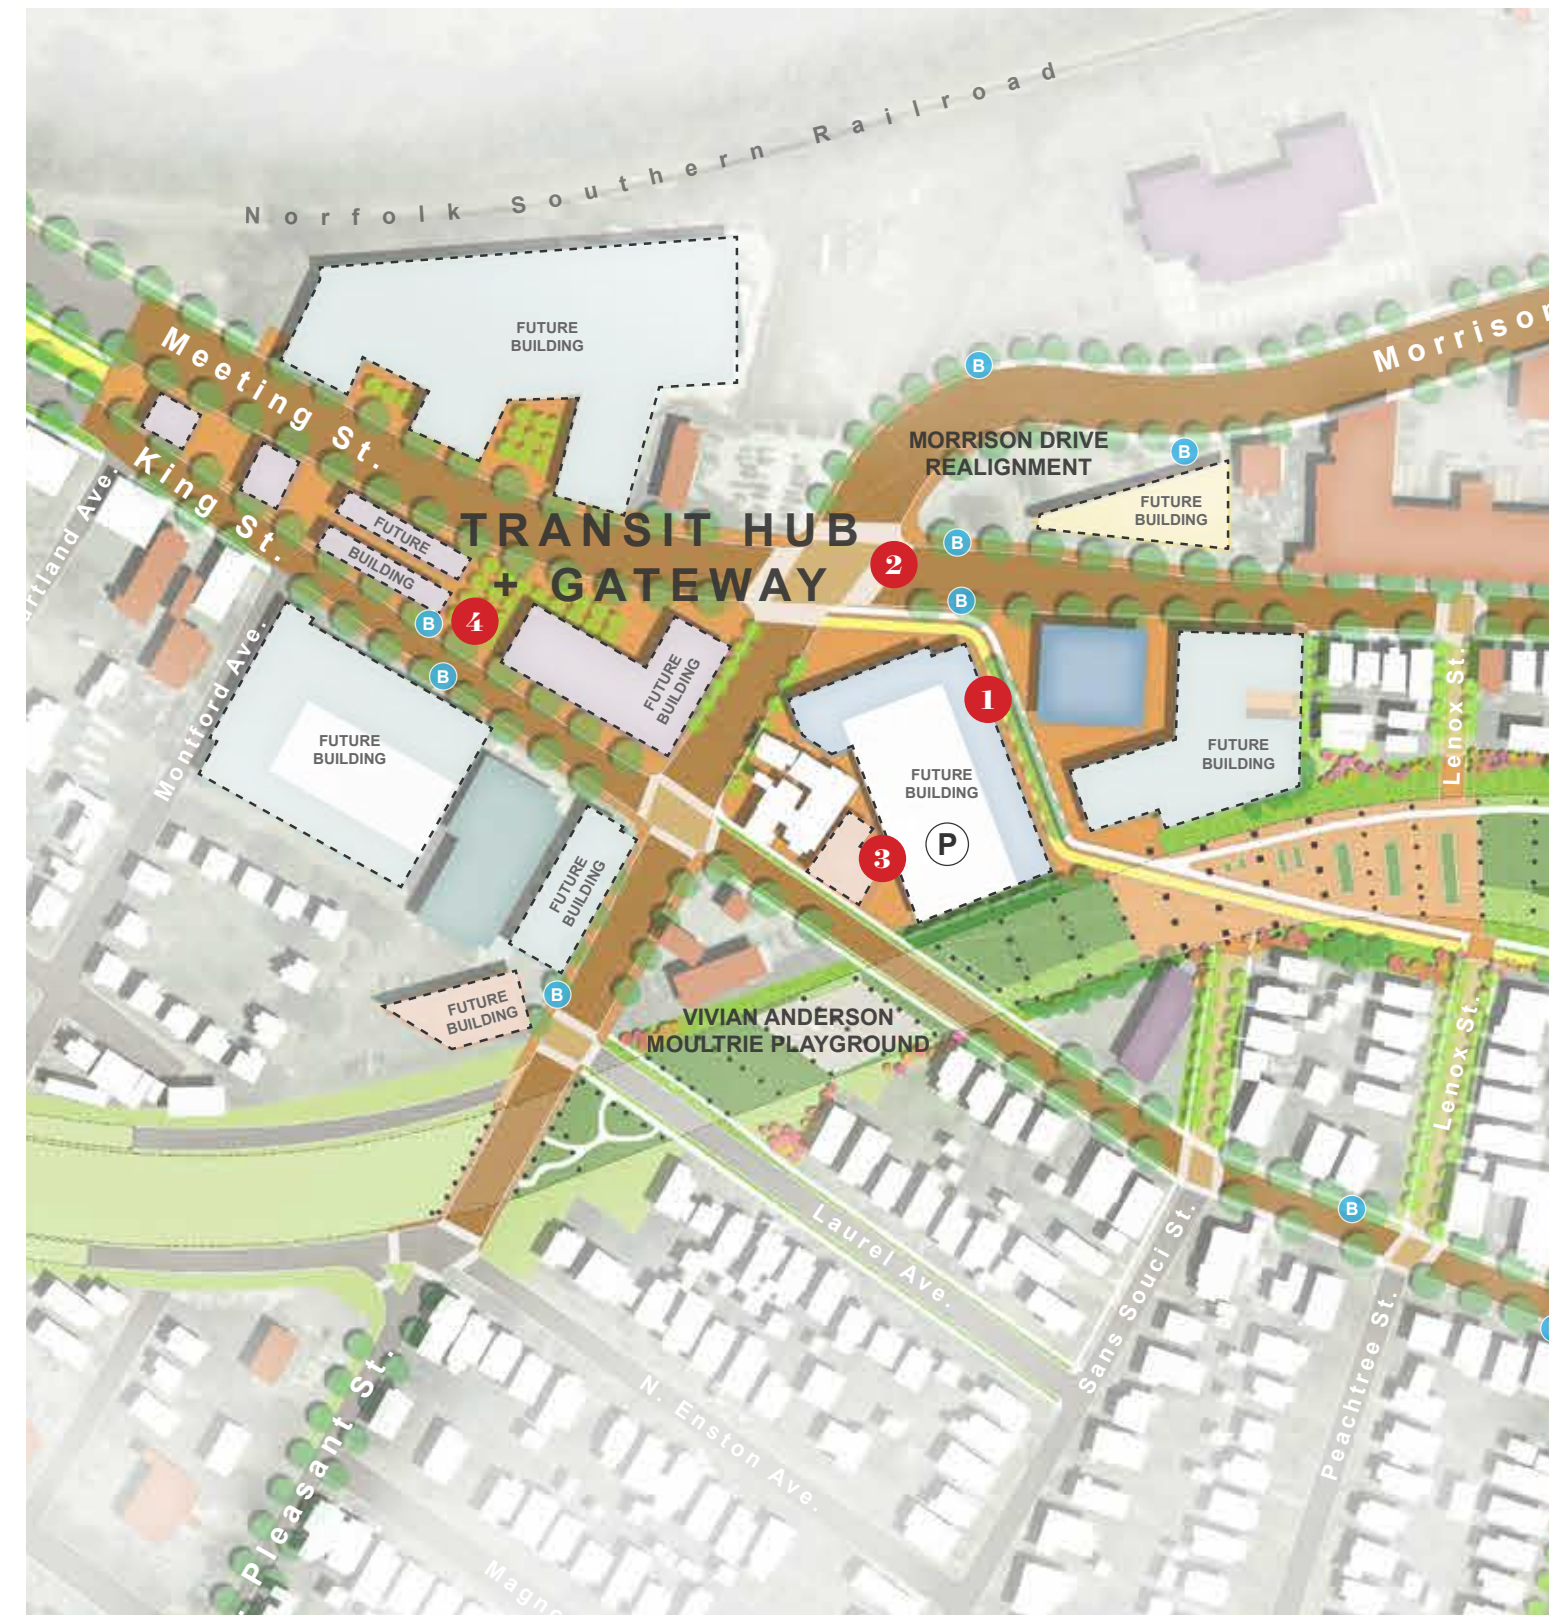 Norfolk Southern Railroad
FUTURE
BUILDING
Meeting St.
Morrison
B
MORRISON DRIVE
REALIGNMENT
B
FUTURE
BUILDING
King St.
FUTURE
BUILDING
TRANSIT HUB
+ GATEWAY
B
2
B
B
4
B
1
FUTURE
BUILDING
Montford Ave.
FUTURE
BUILDING
FUTURE
BUILDING
P
FUTURE
BUILDING
Lenox St.
3
FUTURE
BUILDING
FUTURE
BUILDING
B
VIVIAN ANDERSON
MOULTRIE PLAYGROUND
Lenox St.
Laurel Ave.
Sans Souci St.
B
Peachtree St.
N. Enston Ave.
Pleasant St.